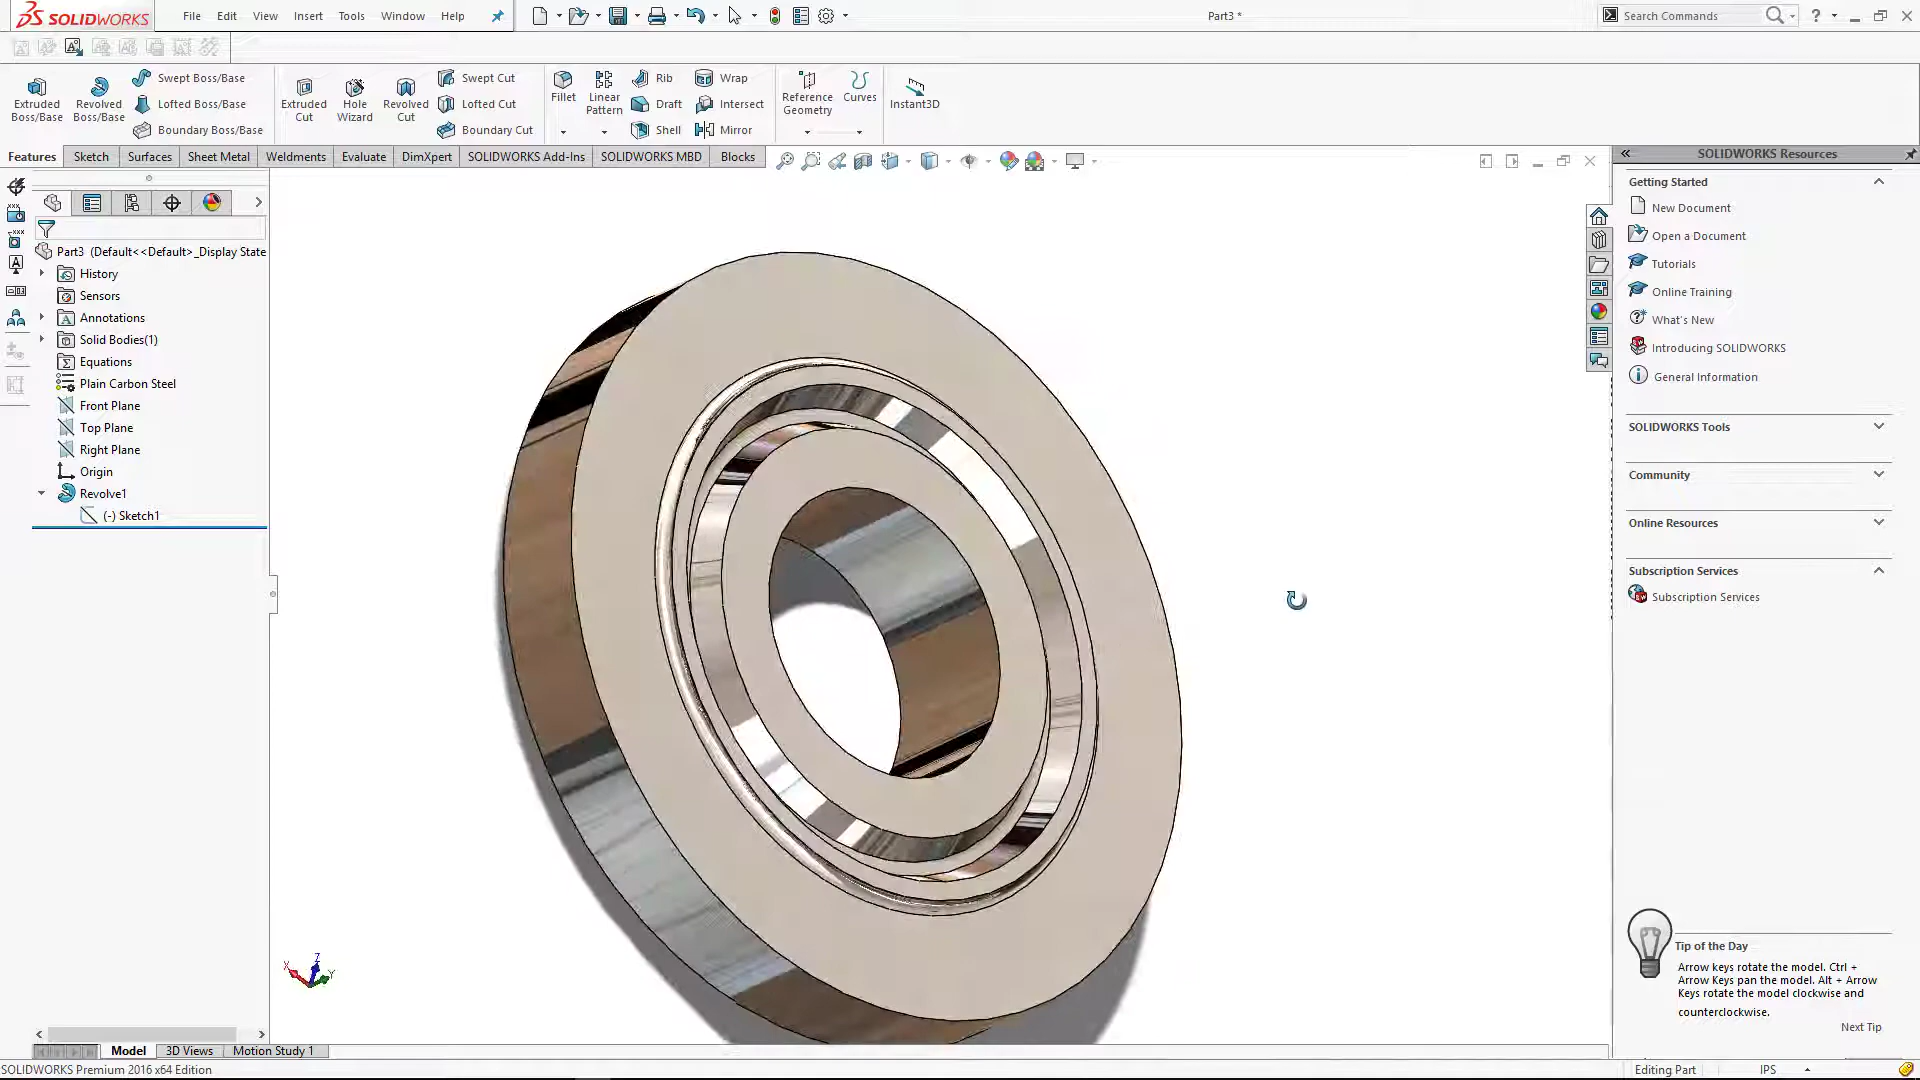 SOLIDWORKS
File Edit View Insert Tools Window Help
Part3 *
Search Commands
Extruded Boss/Base
Revolved Boss/Base
Swept Boss/Base
Lofted Boss/Base
Boundary Boss/Base
Extruded Cut
Hole Wizard
Revolved Cut
Swept Cut
Lofted Cut
Boundary Cut
Fillet
Linear Pattern
Rib
Draft
Shell
Wrap
Intersect
Mirror
Reference Geometry
Curves
Instant3D
Features Sketch Surfaces Sheet Metal Weldments Evaluate DimXpert SOLIDWORKS Add-Ins SOLIDWORKS MBD Blocks
Part3 (Default<<Default>_Display State
History
Sensors
Annotations
Solid Bodies(1)
Equations
Plain Carbon Steel
Front Plane
Top Plane
Right Plane
Origin
Revolve1
(-) Sketch1
X Z Y
SOLIDWORKS Resources
Getting Started
New Document
Open a Document
Tutorials
Online Training
What's New
Introducing SOLIDWORKS
General Information
SOLIDWORKS Tools
Community
Online Resources
Subscription Services
Subscription Services
Tip of the Day
Arrow keys rotate the model. Ctrl +
Arrow Keys pan the model. Alt + Arrow
Keys rotate the model clockwise and
counterclockwise.
Next Tip
Model 3D Views Motion Study 1
SOLIDWORKS Premium 2016 x64 Edition
Editing Part
IPS